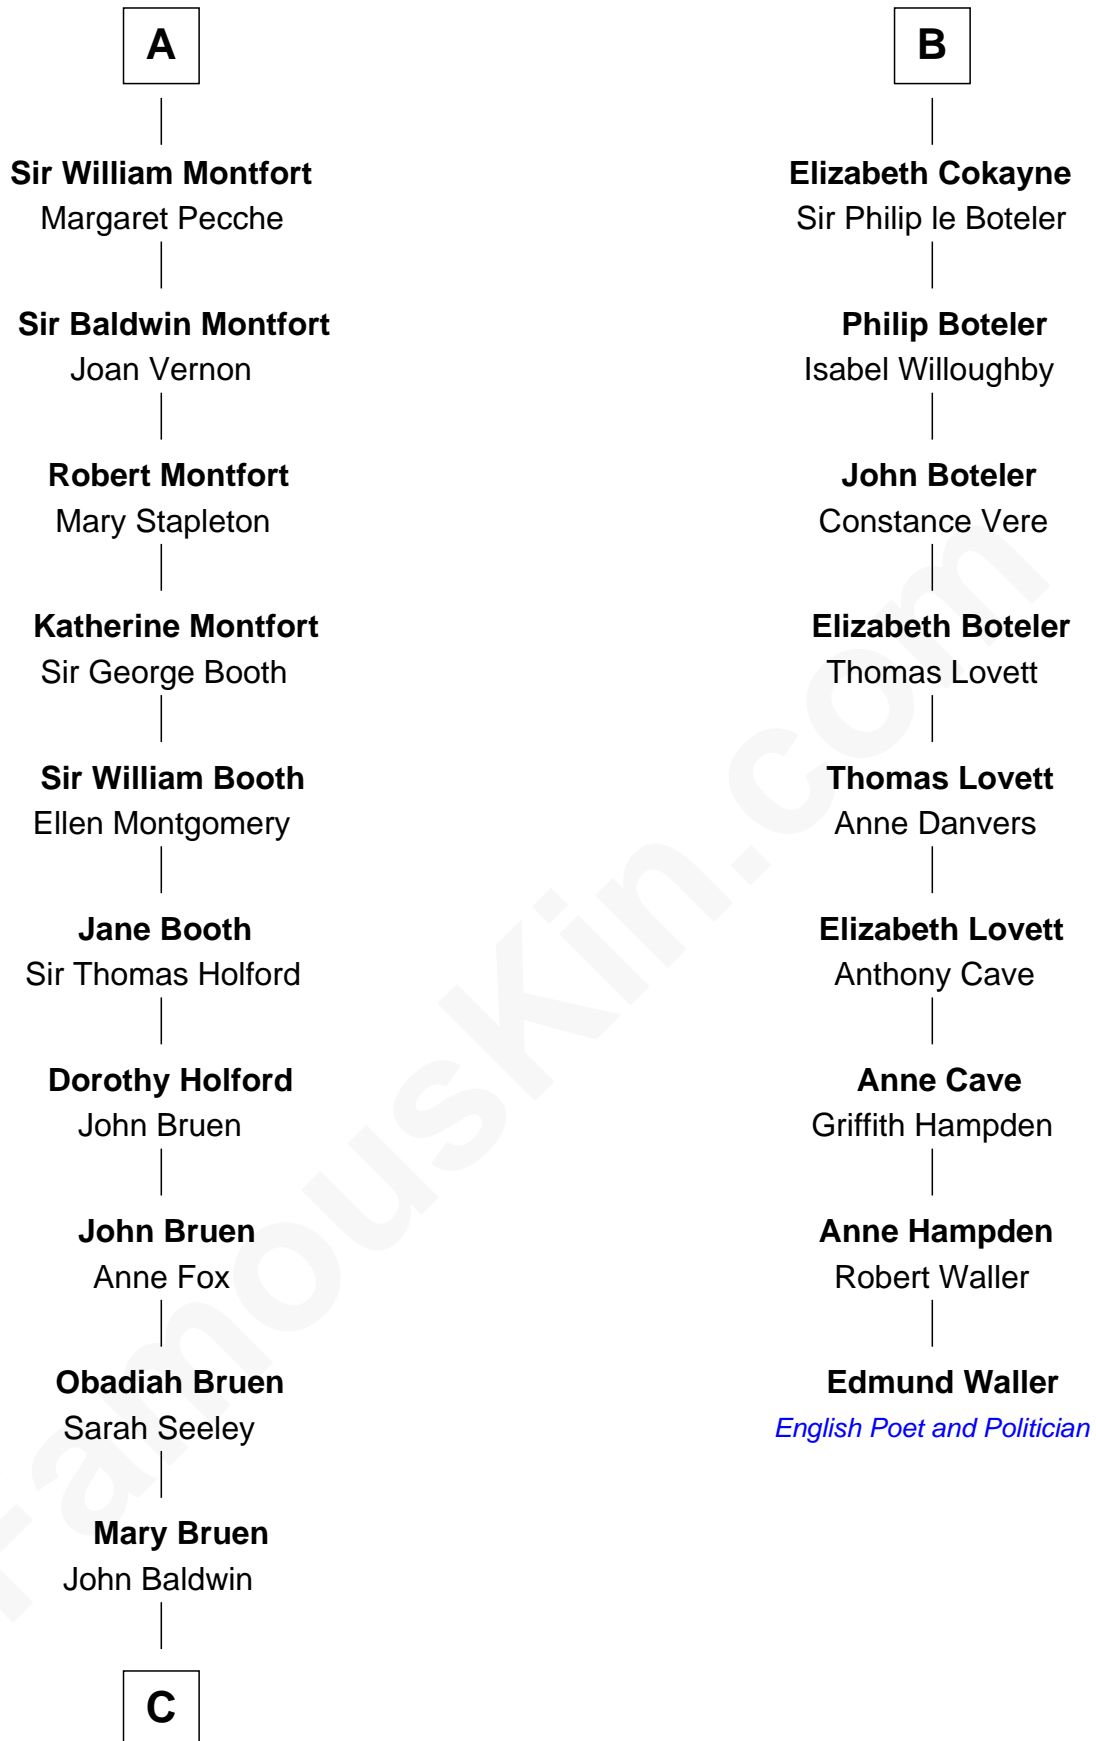 A
Sir William Montfort
Margaret Pecche
Sir Baldwin Montfort
Joan Vernon
Robert Montfort
Mary Stapleton
Katherine Montfort
Sir George Booth
Sir William Booth
Ellen Montgomery
Jane Booth
Sir Thomas Holford
Dorothy Holford
John Bruen
John Bruen
Anne Fox
Obadiah Bruen
Sarah Seeley
Mary Bruen
John Baldwin
C
B
Elizabeth Cokayne
Sir Philip le Boteler
Philip Boteler
Isabel Willoughby
John Boteler
Constance Vere
Elizabeth Boteler
Thomas Lovett
Thomas Lovett
Anne Danvers
Elizabeth Lovett
Anthony Cave
Anne Cave
Griffith Hampden
Anne Hampden
Robert Waller
Edmund Waller
English Poet and Politician
FamousKin.com